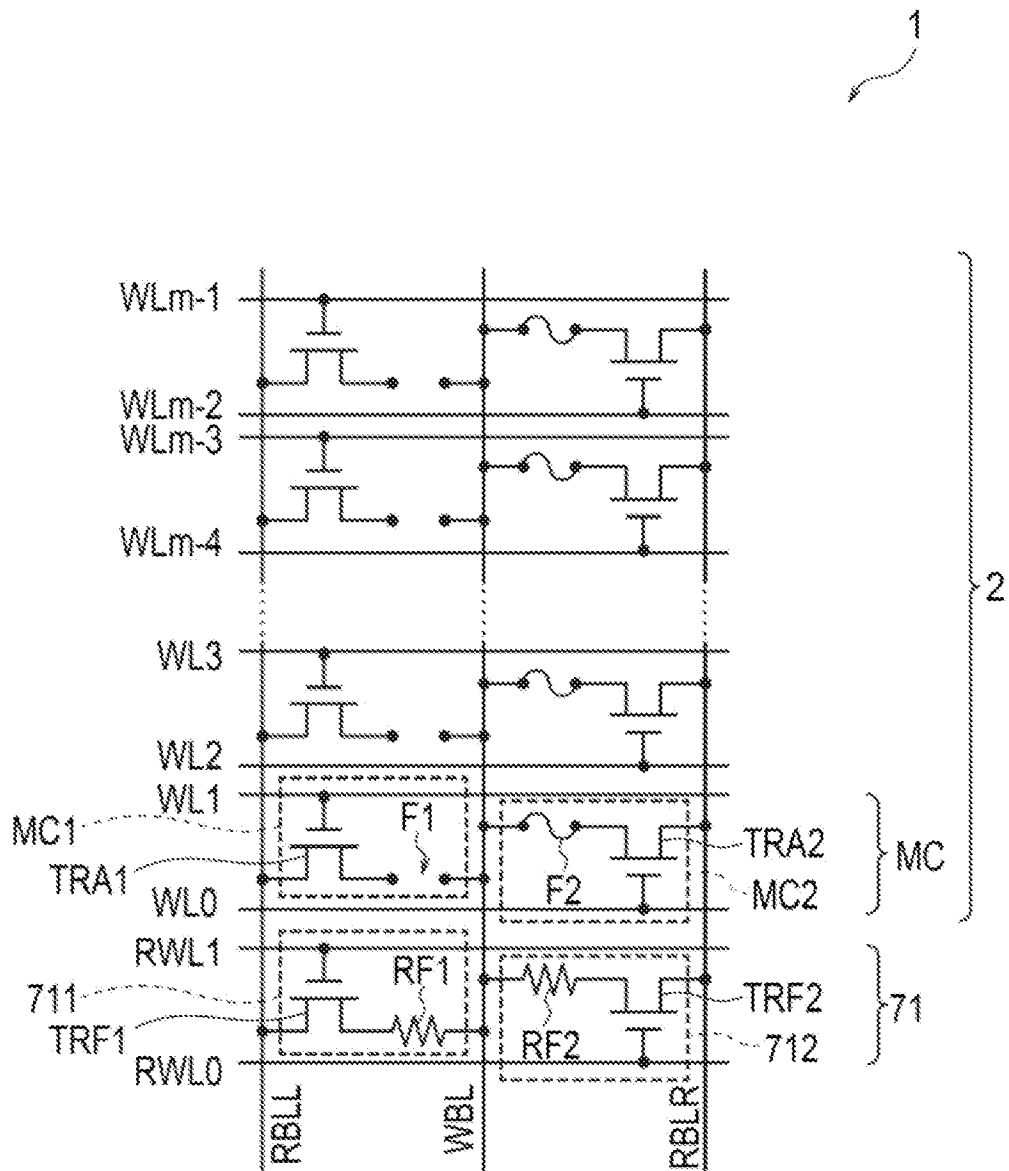 1
WLm-1
WLm-2
WLm-3
WLm-4
2
WL3
WL2
WL1
MC1
F1
TRA1
F2
TRA2
MC
MC2
WL0
RWL1
711
RF1
TRF1
RF2
TRF2
71
712
RWL0
RBLL
WBL
RBLR